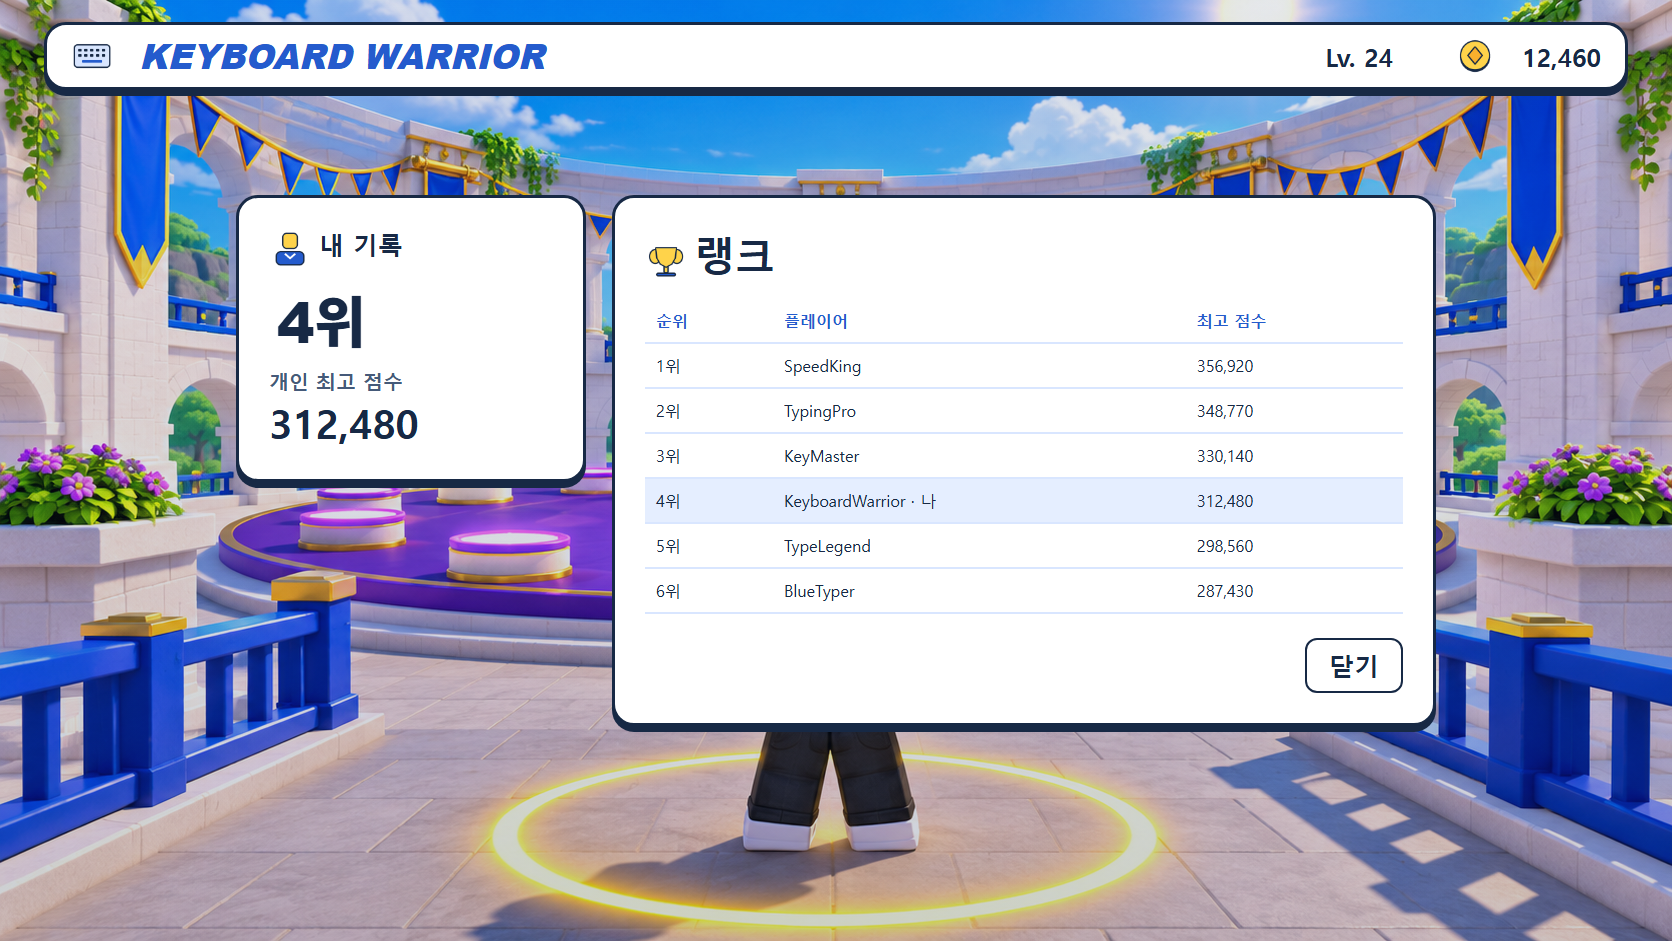 KEYBOARD WARRIOR
Lv. 24
12,460
내 기록
4위
개인 최고 점수
312,480
랭크
순위 플레이어 최고 점수
1위 SpeedKing 356,920
2위 TypingPro 348,770
3위 KeyMaster 330,140
4위 KeyboardWarrior · 나 312,480
5위 TypeLegend 298,560
6위 BlueTyper 287,430
닫기